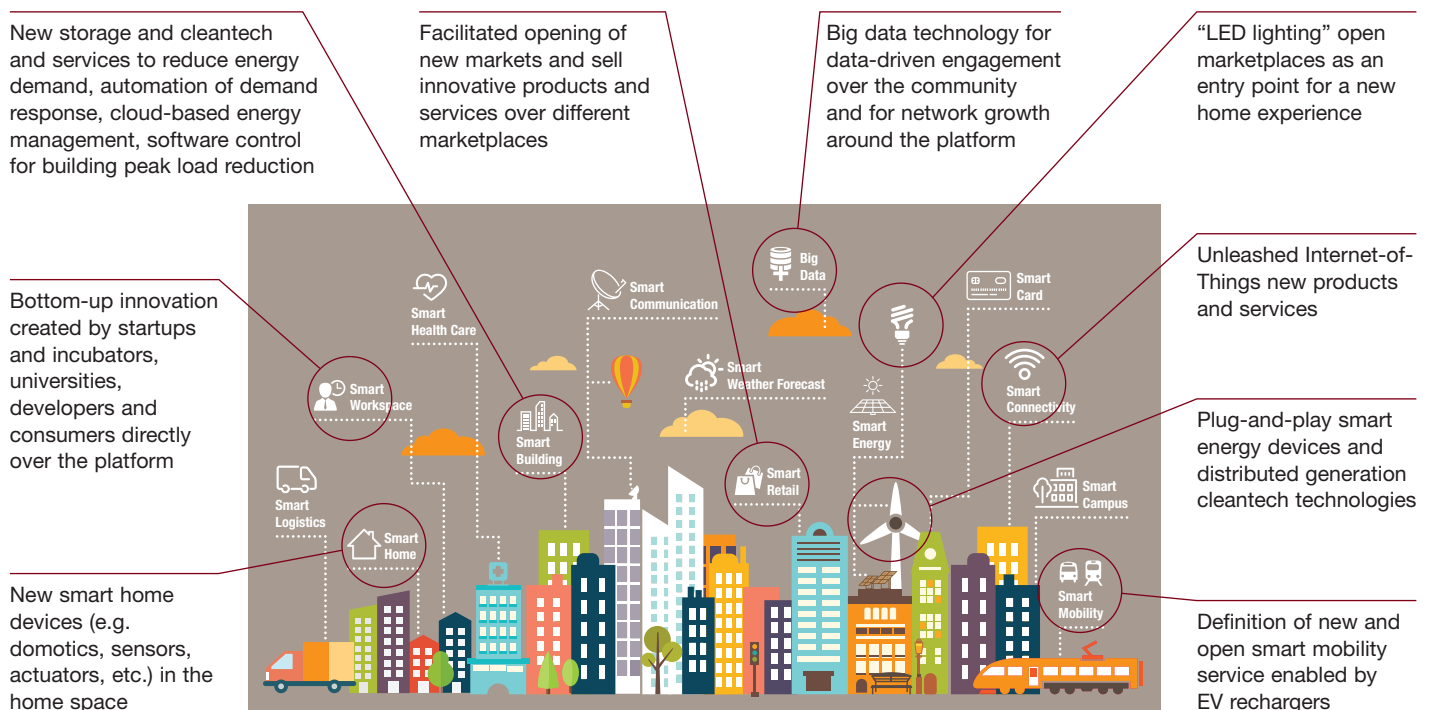 New storage and cleantech
and services to reduce energy
demand, automation of demand
response, cloud-based energy
management, software control
for building peak load reduction
Facilitated opening of
new markets and sell
innovative products and
services over different
marketplaces
Big data technology for
data-driven engagement
over the community
and for network growth
around the platform
“LED lighting” open
marketplaces as an
entry point for a new
home experience
Bottom-up innovation
created by startups
and incubators,
universities,
developers and
consumers directly
over the platform
New smart home
devices (e.g.
domotics, sensors,
actuators, etc.) in the
home space
Smart
Health Care
Smart
Communication
Big
Data
Smart
Card
Smart
Workspace
Smart
Building
Smart
Weather Forecast
Smart
Energy
Smart
Connectivity
Smart
Logistics
Smart
Home
Smart
Retail
Smart
Campus
Smart
Mobility
Unleashed Internet-of-
Things new products
and services
Plug-and-play smart
energy devices and
distributed generation
cleantech technologies
Definition of new and
open smart mobility
service enabled by
EV rechargers